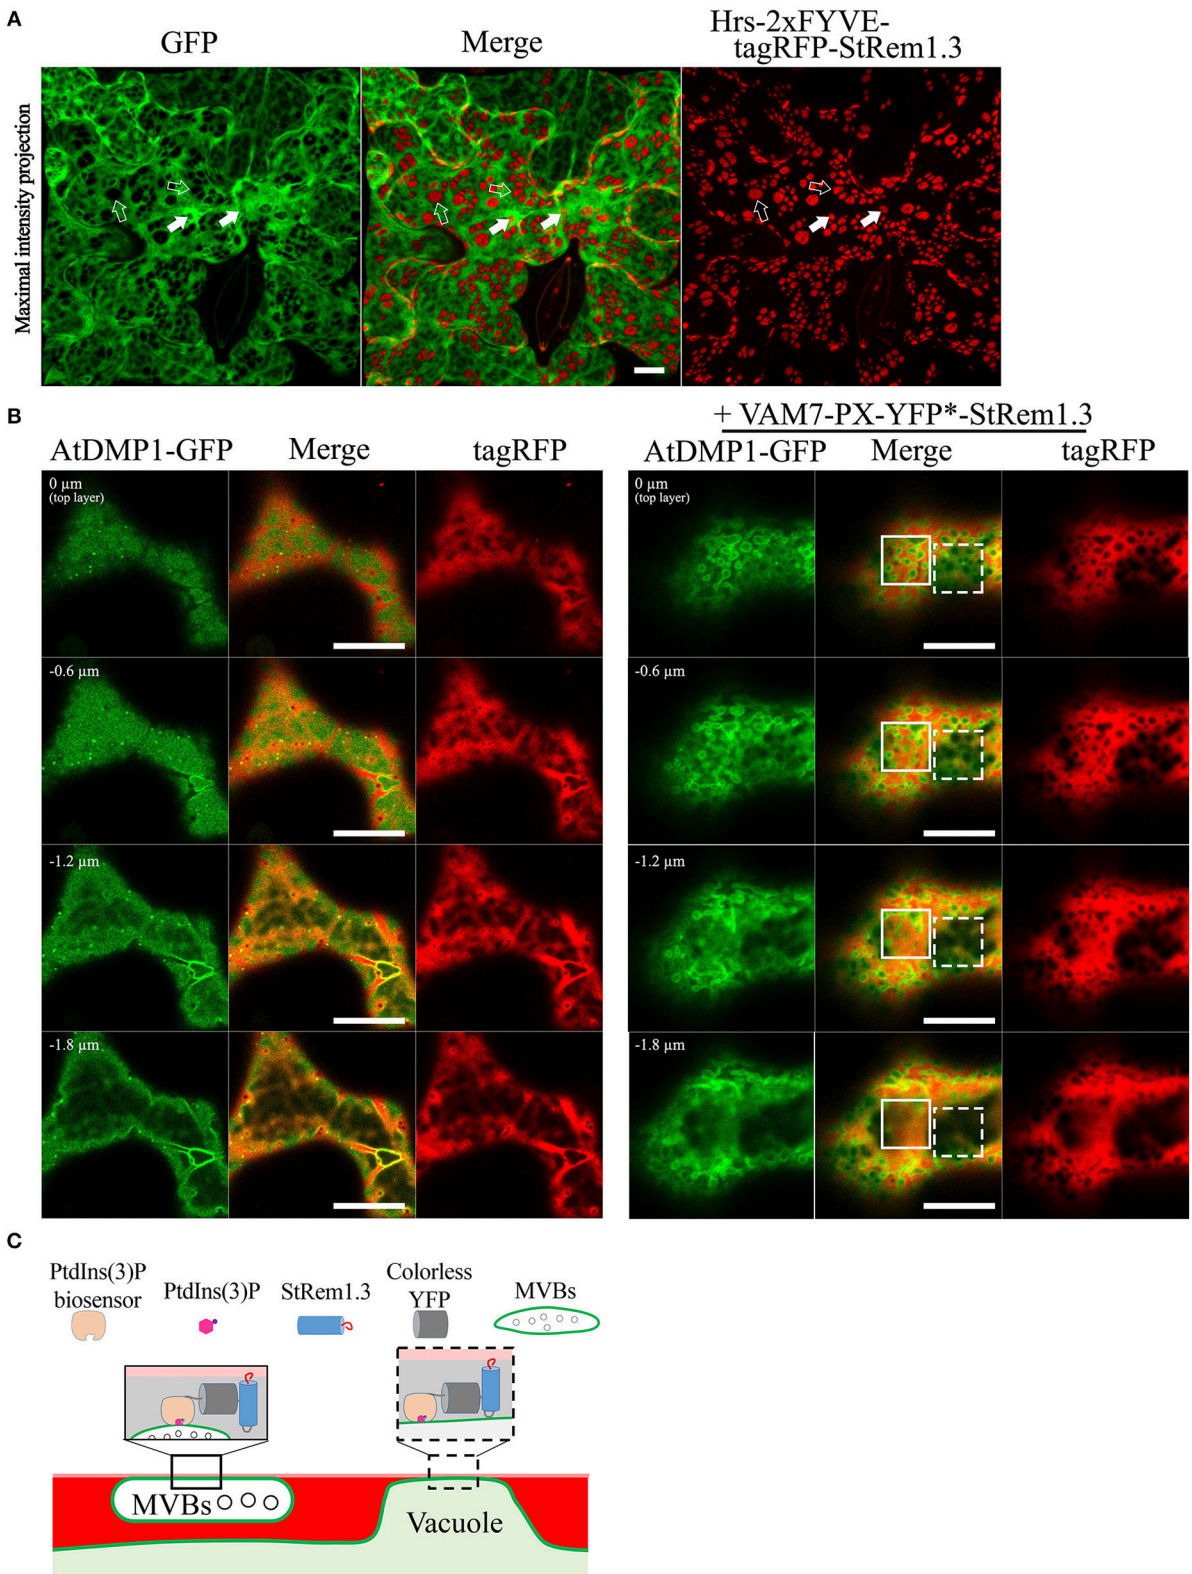 A
GFP
Merge
Hrs-2xFYVE-
tagRFP-StRem1.3
Maximal intensity projection
B
+ VAM7-PX-YFP*-StRem1.3
AtDMP1-GFP
Merge
tagRFP
AtDMP1-GFP
Merge
tagRFP
0 µm
(top layer)
0 µm
(top layer)
-0.6 µm
-0.6 µm
-1.2 µm
-1.2 µm
-1.8 µm
-1.8 µm
C
PtdIns(3)P
biosensor
PtdIns(3)P
StRem1.3
Colorless
YFP
MVBs
MVBs
Vacuole